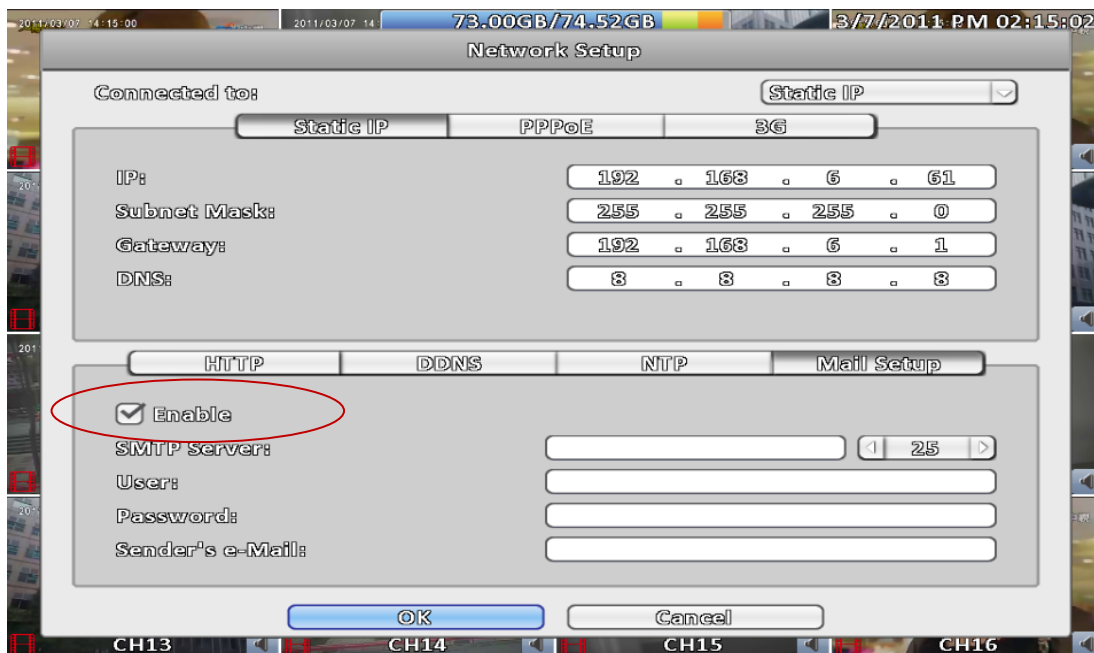 2011/03/07 14:15:00 2011/03/07 14: 73.00GB/74.52GB 3/7/2011 PM 02:15:02
Network Setup
Connected to: Static IP
Static IP PPPoE 3G
IP: 192 . 168 . 6 . 61
Subnet Mask: 255 . 255 . 255 . 0
Gateway: 192 . 168 . 6 . 1
DNS: 8 . 8 . 8 . 8
HTTP DDNS NTP Mail Setup
Enable
SMTP Server: 25
User:
Password:
Sender's e-Mail:
OK Cancel
CH13 CH14 CH15 CH16